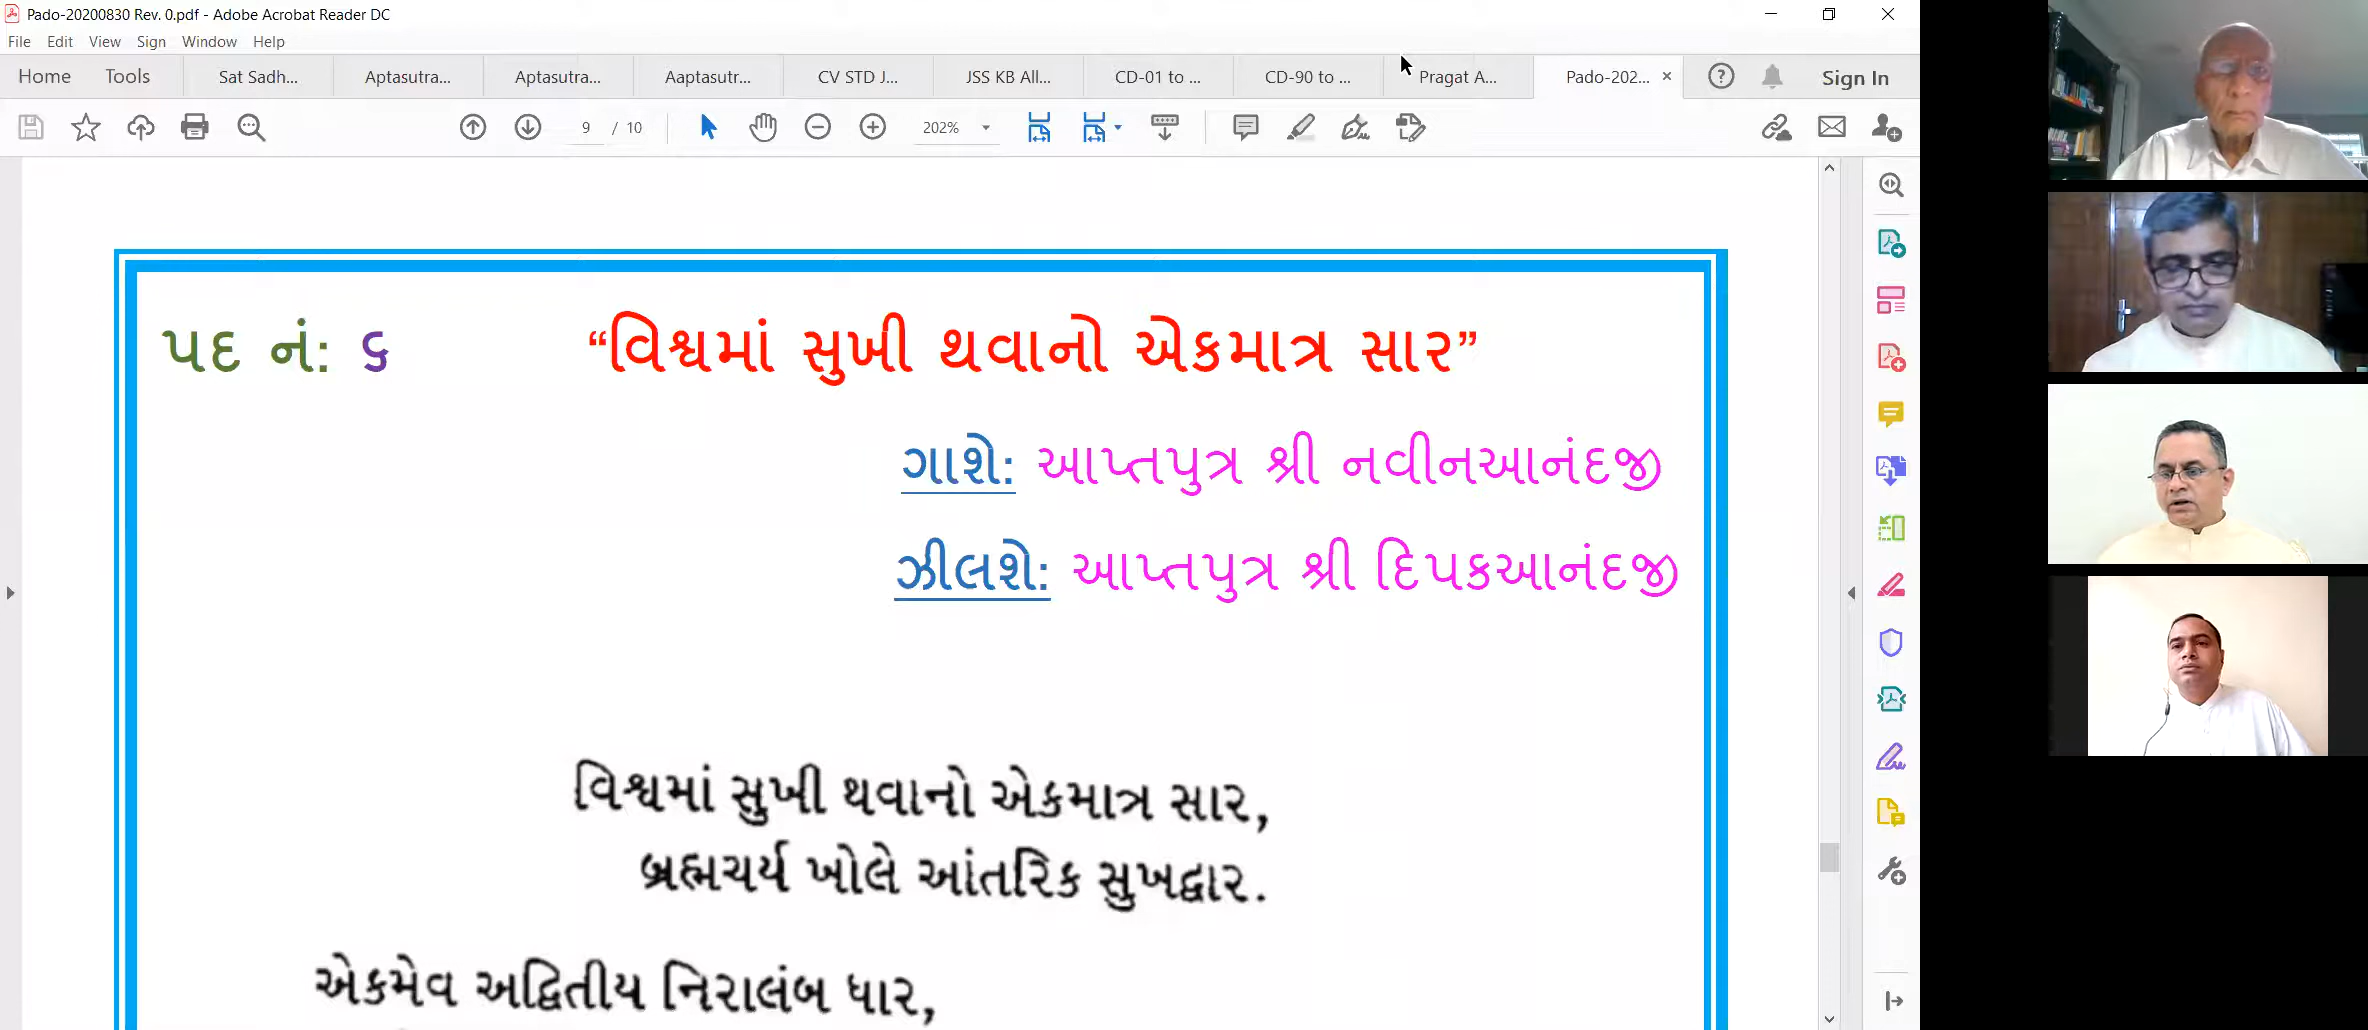 Pado-20200830 Rev. 0.pdf - Adobe Acrobat Reader DC
File Edit View Sign Window Help
Home Tools Sat Sadh... Aptasutra... Aptasutra... Aaptasutr... CV STD J... JSS KB All... CD-01 to ... CD-90 to ... Pragat A... Pado-202... Sign In
9 / 10 202%
પદ નં: ૬ “વિશ્વમાં સુખી થવાનો એકમાત્ર સાર”
ગાશે: આપ્તપુત્ર શ્રી નવીનઆનંદજી
ઝીલશે: આપ્તપુત્ર શ્રી દિપકઆનંદજી
વિશ્વમાં સુખી થવાનો એકમાત્ર સાર,
બ્રહ્મચર્ય ખોલે આંતરિક સુખદ્વાર.
એકમેવ અદ્વિતીય નિરાલંબ ધાર,